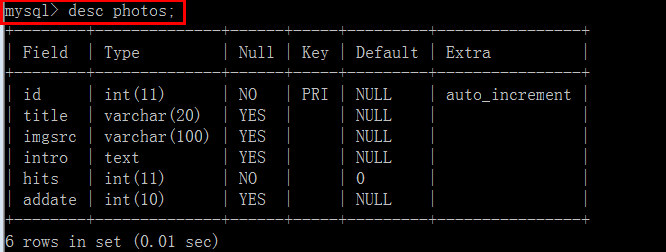 mysql> desc photos;
+---------+--------------+------+-----+---------+----------------+
| Field | Type | Null | Key | Default | Extra |
+---------+--------------+------+-----+---------+----------------+
| id | int(11) | NO | PRI | NULL | auto_increment |
| title | varchar(20) | YES | | NULL | |
| imgsrc | varchar(100) | YES | | NULL | |
| intro | text | YES | | NULL | |
| hits | int(11) | NO | | 0 | |
| addate | int(10) | YES | | NULL | |
+---------+--------------+------+-----+---------+----------------+
6 rows in set (0.01 sec)